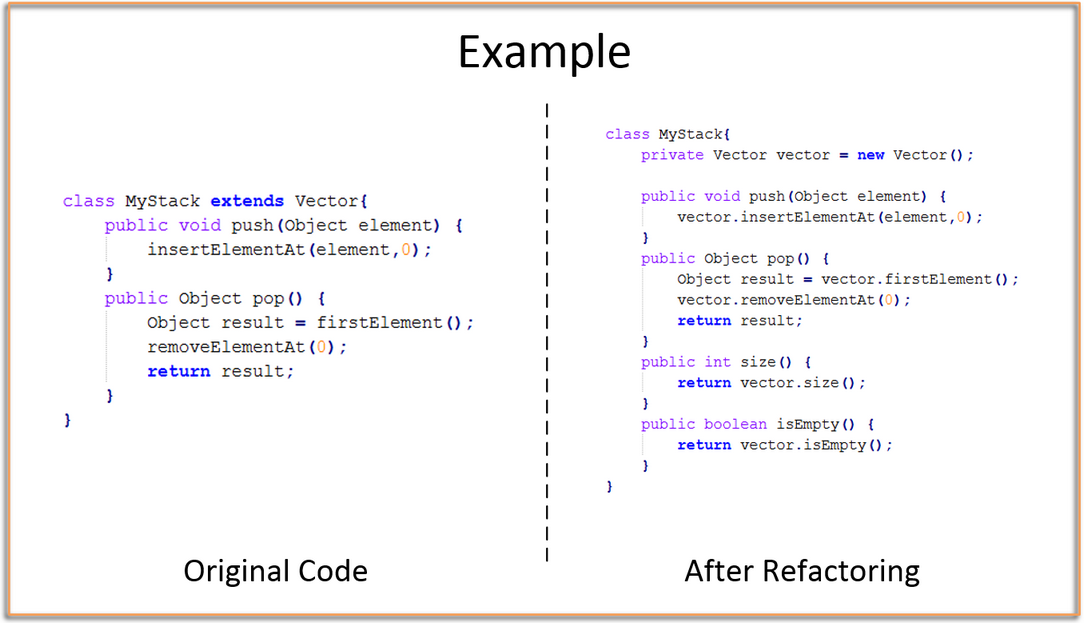 Example
class MyStack extends Vector{
    public void push(Object element) {
        insertElementAt(element,0);
    }
    public Object pop() {
        Object result = firstElement();
        removeElementAt(0);
        return result;
    }
}
Original Code
class MyStack{
    private Vector vector = new Vector();

    public void push(Object element) {
        vector.insertElementAt(element,0);
    }
    public Object pop() {
        Object result = vector.firstElement();
        vector.removeElementAt(0);
        return result;
    }
    public int size() {
        return vector.size();
    }
    public boolean isEmpty() {
        return vector.isEmpty();
    }
}
After Refactoring